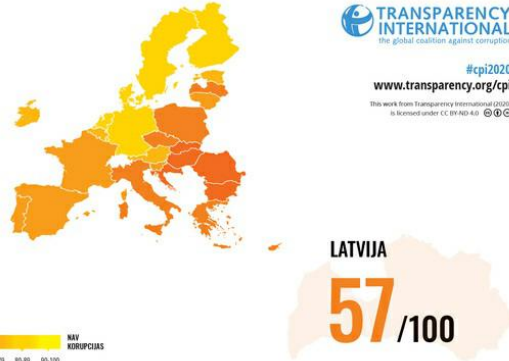 TRANSPARENCY
INTERNATIONAL
the global coalition against corruption
#cpi2020
www.transparency.org/cpi
This work from Transparency International (2020)
is licensed under CC BY-ND 4.0
LATVIJA
57/100
NAV
KORUPCIJAS
80-89 90-100